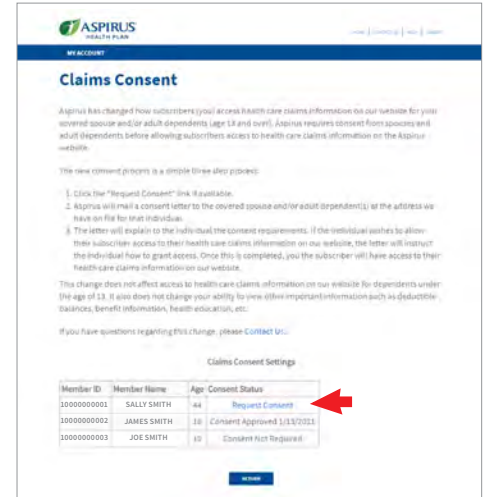 ASPIRUS
HEALTH PLAN
MY ACCOUNT
Claims Consent
Aspirus has changed how subscribers (you) access health care claims information on our website for your
covered spouse and/or adult dependents (age 13 and over). Aspirus requires consent from spouses and
adult dependents before allowing subscribers access to health care claims information on the Aspirus
website.
The new consent process is a simple three step process:
1. Click the "Request Consent" link if available.
2. Aspirus will mail a consent letter to the covered spouse and/or adult dependent(s) at the address we
have on file for that individual.
3. The letter will explain to the individual the consent requirements. If the individual wishes to allow
their subscriber access to their health care claims information on our website, the letter will instruct
the individual how to grant access. Once this is completed, you the subscriber will have access to their
health care claims information on our website.
This change does not affect access to health care claims information on our website for dependents under
the age of 13. It also does not change your ability to view other important information such as deductible
balances, benefit information, health education, etc.
If you have questions regarding this change, please Contact Us.
Claims Consent Settings
Member ID Member Name Age Consent Status
10000000001 SALLY SMITH 44 Request Consent
10000000002 JAMES SMITH Consent Approved 1/13/2021
10000000003 JOE SMITH Consent Not Required